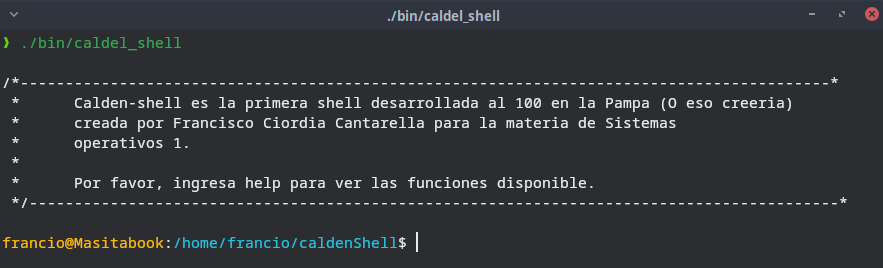 ./bin/caldel_shell
❯ ./bin/caldel_shell
/*------------------------------------------------------------------------------------------*
*      Calden-shell es la primera shell desarrollada al 100 en la Pampa (O eso creeria)
*      creada por Francisco Ciordia Cantarella para la materia de Sistemas
*      operativos 1.
*
*      Por favor, ingresa help para ver las funciones disponible.
*/------------------------------------------------------------------------------------------*
francio@Masitabook:/home/francio/caldenShell$